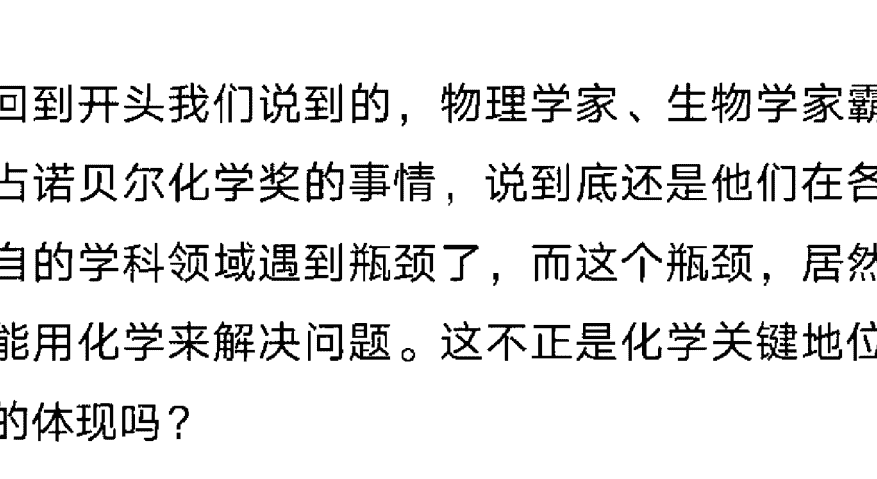 回到开头我们说到的，物理学家、生物学家霸
占诺贝尔化学奖的事情，说到底还是他们在各
自的学科领域遇到瓶颈了，而这个瓶颈，居然
能用化学来解决问题。这不正是化学关键地位
的体现吗？